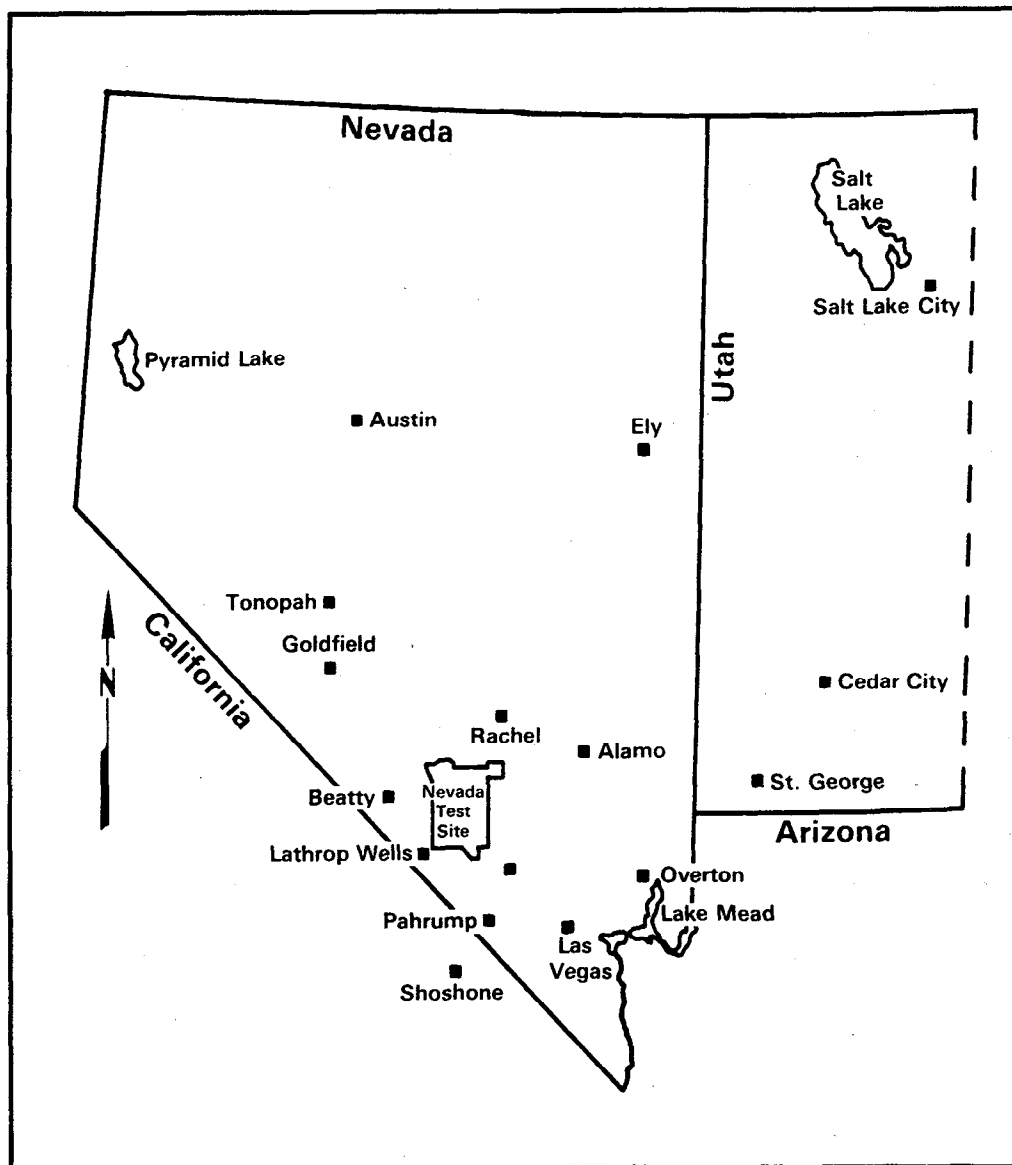 Nevada
Salt
Lake
Salt Lake City
Utah
Pyramid Lake
Austin
Ely
Tonopah
Goldfield
California
N
Cedar City
Rachel
Alamo
St. George
Beatty
Nevada
Test
Site
Arizona
Lathrop Wells
Overton
Lake Mead
Pahrump
Las
Vegas
Shoshone